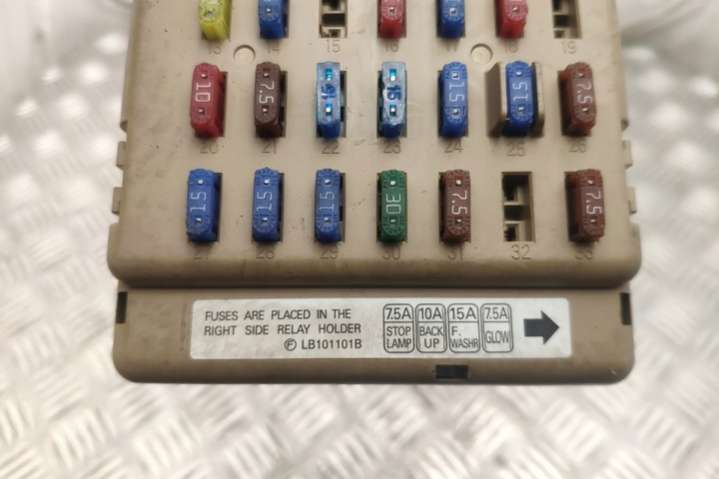 13 14 15 16 17 18 19
10 7.5 15 15 15 15 7.5
20 21 22 23 24 25 26
15 15 15 30 7.5 7.5
27 28 29 30 31 32 33
FUSES ARE PLACED IN THE
RIGHT SIDE RELAY HOLDER
Ⓕ LB101101B
7.5A 10A 15A 7.5A
STOP LAMP BACK UP F. WASHR GLOW